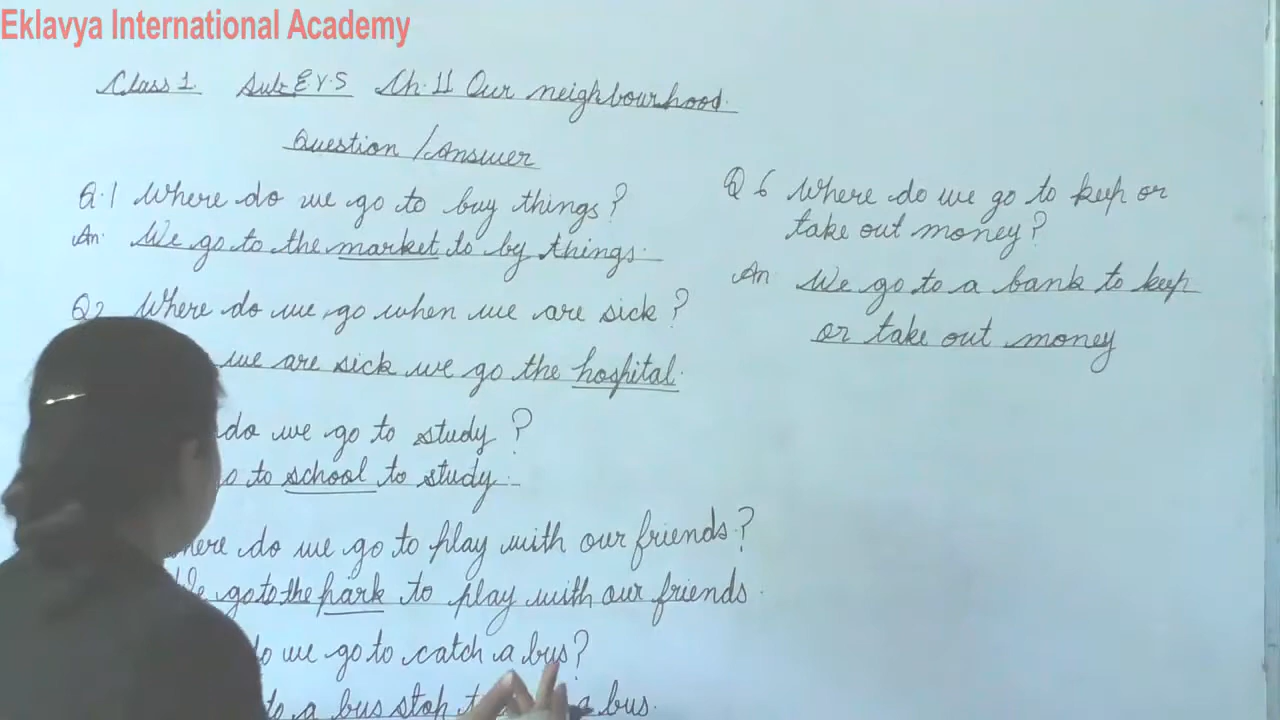 Eklavya International Academy
Class 1. Sub:E.V.S Ch. 11 Our neighbourhood.
Question / Answer
Q.1 Where do we go to buy things?
An. We go to the market to by things.
Q2 Where do we go when we are sick?
we are sick we go the hospital.
do we go to study?
to school to study.
here do we go to play with our friends?
We go to the park to play with our friends.
do we go to catch a bus?
to a bus stop a bus.
Q 6 Where do we go to keep or
take out money?
An We go to a bank to keep
or take out money